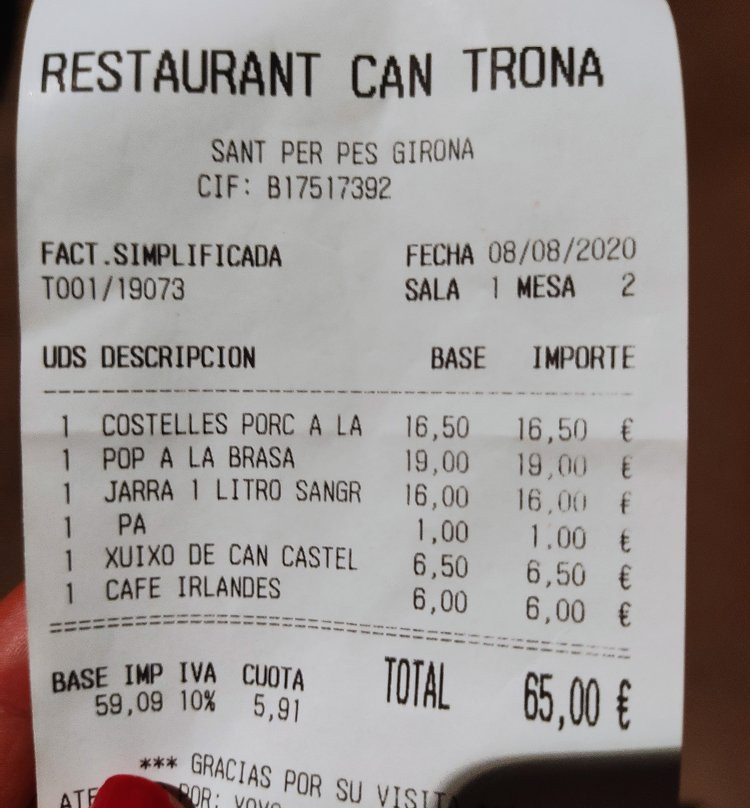 RESTAURANT CAN TRONA
SANT PER PES GIRONA
CIF: B17517392
FACT.SIMPLIFICADA FECHA 08/08/2020
T001/19073 SALA 1 MESA 2
UDS DESCRIPCION BASE IMPORTE
1 COSTELLES PORC A LA 16,50 16,50 €
1 POP A LA BRASA 19,00 19,00 €
1 JARRA 1 LITRO SANGR 16,00 16,00 €
1 PA 1,00 1,00 €
1 XUIXO DE CAN CASTEL 6,50 6,50 €
1 CAFE IRLANDES 6,00 6,00 €
BASE IMP IVA CUOTA TOTAL 65,00 €
59,09 10% 5,91
*** GRACIAS POR SU VISITA
POR: